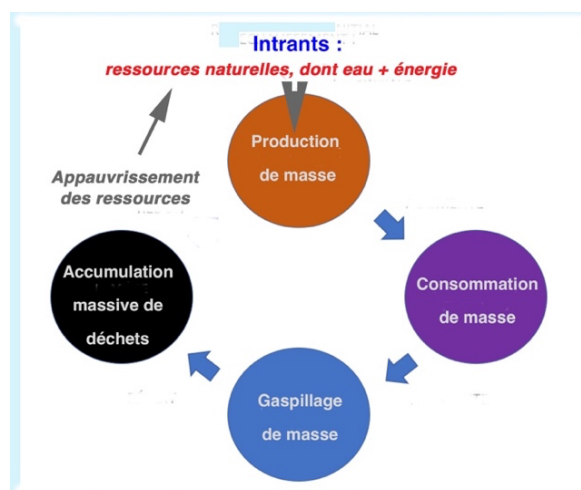 Intrants :
ressources naturelles, dont eau + énergie
Production
de masse
Appauvrissement
des ressources
Accumulation
massive de
déchets
Consommation
de masse
Gaspillage
de masse